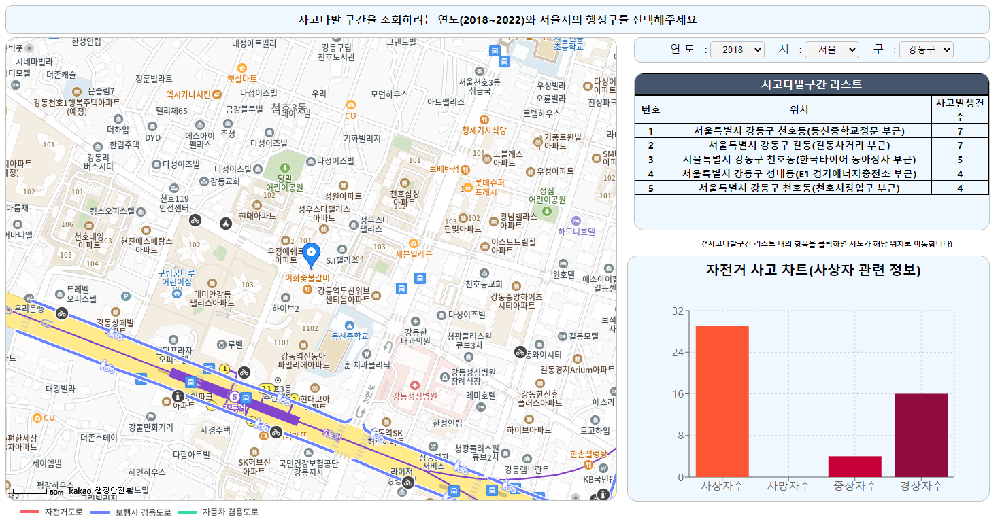 사고다발 구간을 조회하려는 연도(2018~2022)와 서울시의 행정구를 선택해주세요
연 도 : 2018 시 : 서울 구 : 강동구
사고다발구간 리스트
번호 위치 사고발생건수
1 서울특별시 강동구 천호동(동신중학교정문 부근) 7
2 서울특별시 강동구 길동(길동사거리 부근) 7
3 서울특별시 강동구 천호동(한국타이어 동아상사 부근) 5
4 서울특별시 강동구 성내동(E1 경기에너지충전소 부근) 4
5 서울특별시 강동구 천호동(천호시장입구 부근) 4
(*사고다발구간 리스트 내의 항목을 클릭하면 지도가 해당 위치로 이동합니다)
자전거 사고 차트(사상자 관련 정보)
32
24
16
8
0
사상자수 사망자수 중상자수 경상자수
한성연립
대성아트빌라
강동구립
천호도서관
그랜드빌
초등학교
시네마빌라
더존캐슬
티모텔
정훈빌라트
햇살마트
은슬림7
강동천호1행복주택아파트
(예정)
멕시카나치킨
다성이즈빌
우리
모던하우스
서울천호3동
취급국
우성빌라
오륜빌라
아트팰리스
진성파크
펠리체65
금강블루빌
천호3동
그레이스빌
CU
로뎀하우스
형제기사식당
더하임
DYD
에스아이
팰리스
주성
다성이즈빌
기화빌리지
한림주택
강동리
버스시티
다성이즈빌
다성이즈빌
강동교회
당말
어린이공원
다성이즈빌
보배반점
노블레스
아파트
우성아파트
롯데슈퍼
프레시
성심
어린이공원
천호119
안전센터
성원아파트
천호삼성
아파트
킴스오피스텔
현태아파트
성우스타팰리스
아파트
성우스타
팰리스
한빛아파트
광남벨라스
아파트
하모니호텔
천호태영
아파트
현진에스페랑스
아파트
우정에쉐르
아파트
S.I팰리스
세븐일레븐
이스트드림힐
아파트
이화숯불갈비
구립꿈마루
어린이집
래미안강동
팰리스아파트
강동역두산위브
센티움아파트
천호동교회
윈호텔
강동중앙하이츠
시티아파트
트레벨
오피스텔
우리은행
하이브2
다성이즈빌
강동상떼빌
동신중학교
강동한
내과의원
청광플러스원
큐브3차
길동모텔
루벨
오피스텔
강동역신동아
파밀리에아파트
훈 치과클리닉
길동경지Arium아파트
강동성심병원
장례식장
강동성심병원
레미호텔
강동한신휴
플러스아파트
대광빌라
현대코아
강동역
성안로
CU
강풀만화거리
세경주택
한성연립
하이브아파트
도고하임
더존스테이
다함아트빌
5호선
강동역SK
청광플러스원
큐브2차
한촌설렁탕
제이엠빌
해인하우스
SK허브진
아파트
국민건강보험공단
강동지사
라이저
강동렘브란트
평강하우스
50m
kakao 행정안전부
자전거도로 보행자 겸용도로 자동차 겸용도로